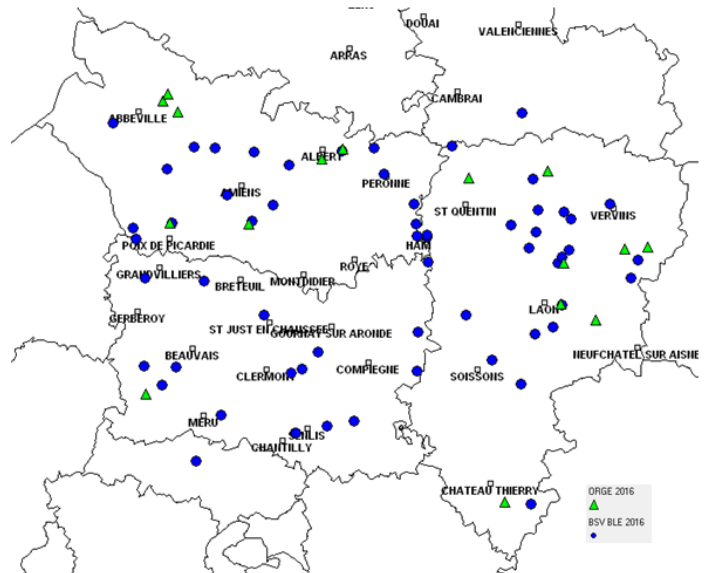 DOUAI
VALENCIENNES
ARRAS
CAMBRAI
ABBEVILLE
ALBERT
PERONNE
AMIENS
ST QUENTIN
VERVINS
POIX DE PICARDIE
HAM
ROYE
GRANDVILLIERS
MONTDIDIER
BRETEUIL
LAON
GERBEROY
ST JUST EN CHAUSSEE
GOURNAY SUR ARONDE
BEAUVAIS
NEUFCHATEL SUR AISNE
CLERMONT
COMPIEGNE
SOISSONS
MERU
SENLIS
CHANTILLY
CHATEAU THIERRY
ORGE 2016
BSV BLE 2016